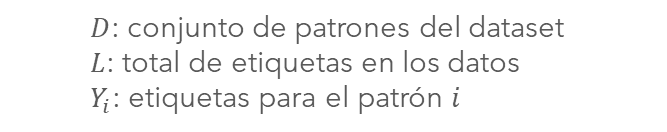 D: conjunto de patrones del dataset
L: total de etiquetas en los datos
Yᵢ: etiquetas para el patrón i